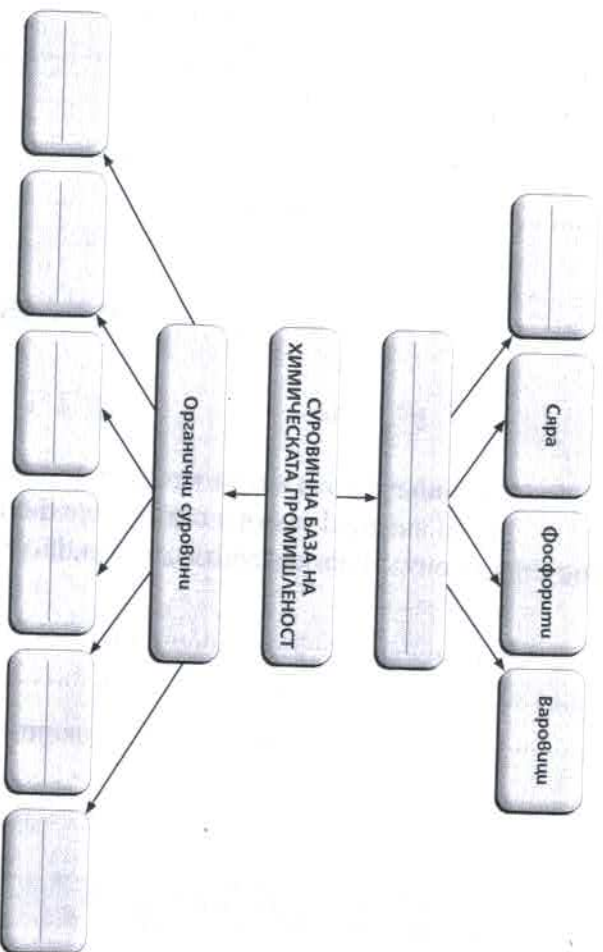 Сяра
Фосфорити
Варовици
СУРОВИННА БАЗА НА
ХИМИЧЕСКАТА ПРОМИШЛЕНОСТ
Органични суровини